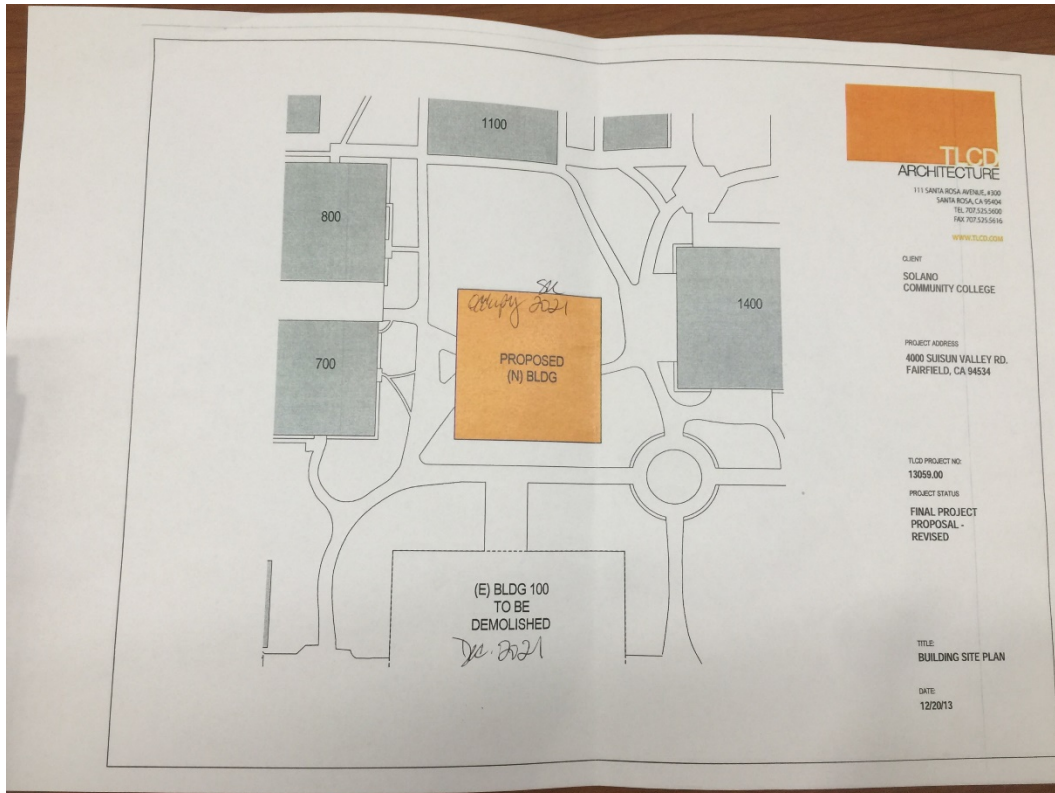 1100
800
700
1400
Occupy 2021
PROPOSED
(N) BLDG
(E) BLDG 100
TO BE
DEMOLISHED
Dec. 2021
TLCD
ARCHITECTURE
111 SANTA ROSA AVENUE, #300
SANTA ROSA, CA 95404
TEL 707.525.5600
FAX 707.525.5616
WWW.TLCD.COM
CLIENT
SOLANO
COMMUNITY COLLEGE
PROJECT ADDRESS
4000 SUISUN VALLEY RD.
FAIRFIELD, CA 94534
TLCD PROJECT NO:
13059.00
PROJECT STATUS
FINAL PROJECT
PROPOSAL -
REVISED
TITLE:
BUILDING SITE PLAN
DATE:
12/20/13